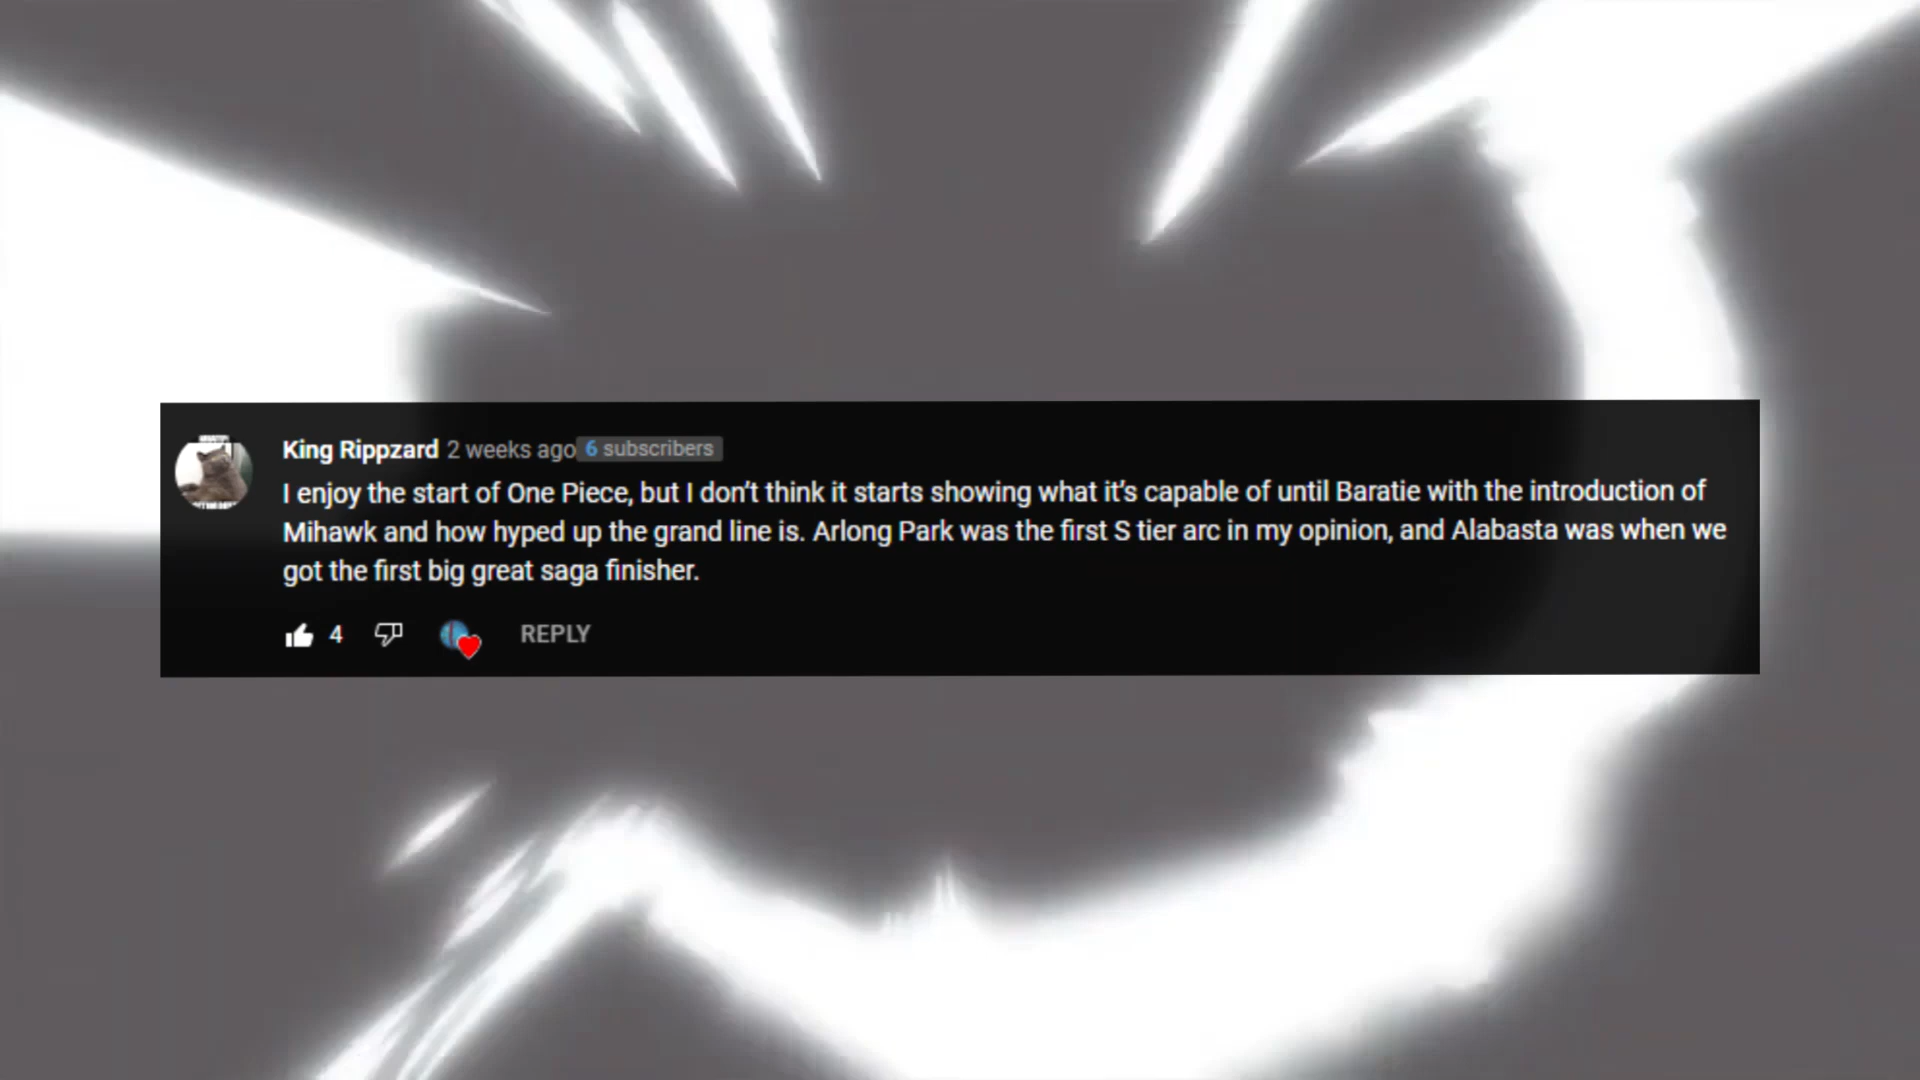 King Rippzard 2 weeks ago 6 subscribers
I enjoy the start of One Piece, but I don't think it starts showing what it's capable of until Baratie with the introduction of
Mihawk and how hyped up the grand line is. Arlong Park was the first S tier arc in my opinion, and Alabasta was when we
got the first big great saga finisher.
4 REPLY